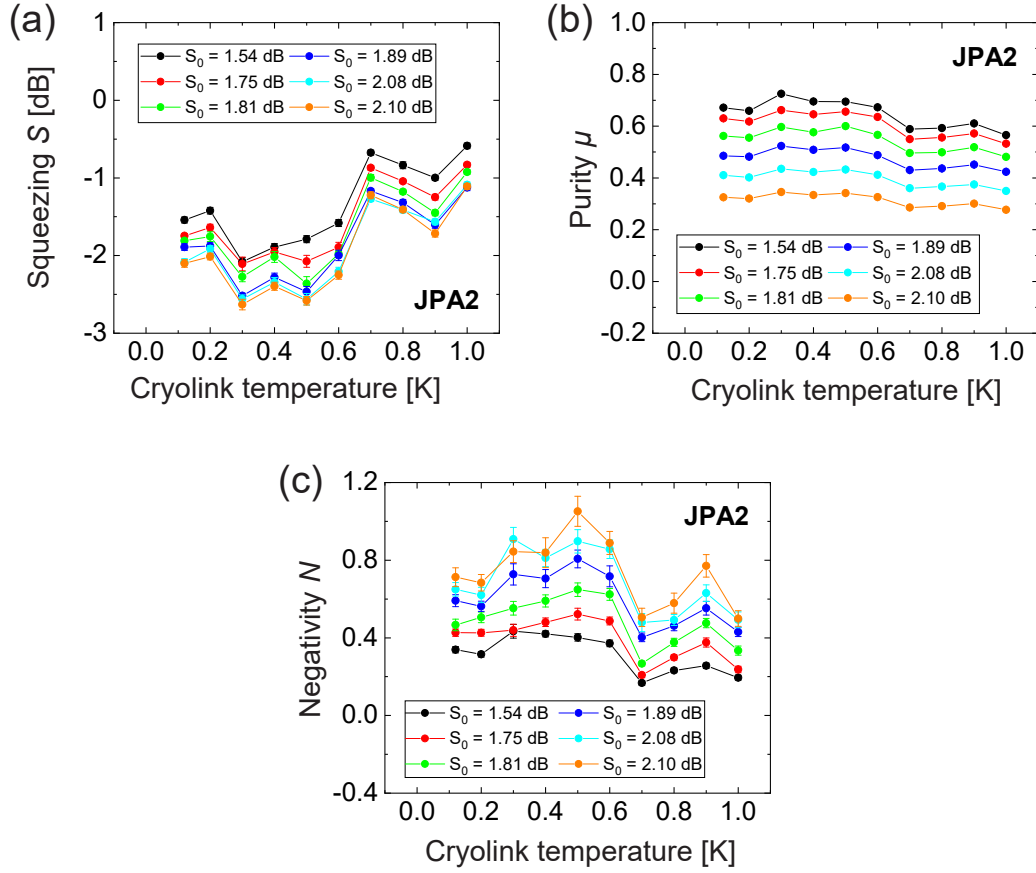 (a)
1
0
-1
-2
-3
Squeezing S [dB]
S₀ = 1.54 dB S₀ = 1.89 dB
S₀ = 1.75 dB S₀ = 2.08 dB
S₀ = 1.81 dB S₀ = 2.10 dB
JPA2
0.0 0.2 0.4 0.6 0.8 1.0
Cryolink temperature [K]
(b)
1.0
0.8
0.6
0.4
0.2
0.0
-0.2
Purity μ
JPA2
S₀ = 1.54 dB S₀ = 1.89 dB
S₀ = 1.75 dB S₀ = 2.08 dB
S₀ = 1.81 dB S₀ = 2.10 dB
0.0 0.2 0.4 0.6 0.8 1.0
Cryolink temperature [K]
(c)
1.2
0.8
0.4
0.0
-0.4
Negativity N
JPA2
S₀ = 1.54 dB S₀ = 1.89 dB
S₀ = 1.75 dB S₀ = 2.08 dB
S₀ = 1.81 dB S₀ = 2.10 dB
0.0 0.2 0.4 0.6 0.8 1.0
Cryolink temperature [K]